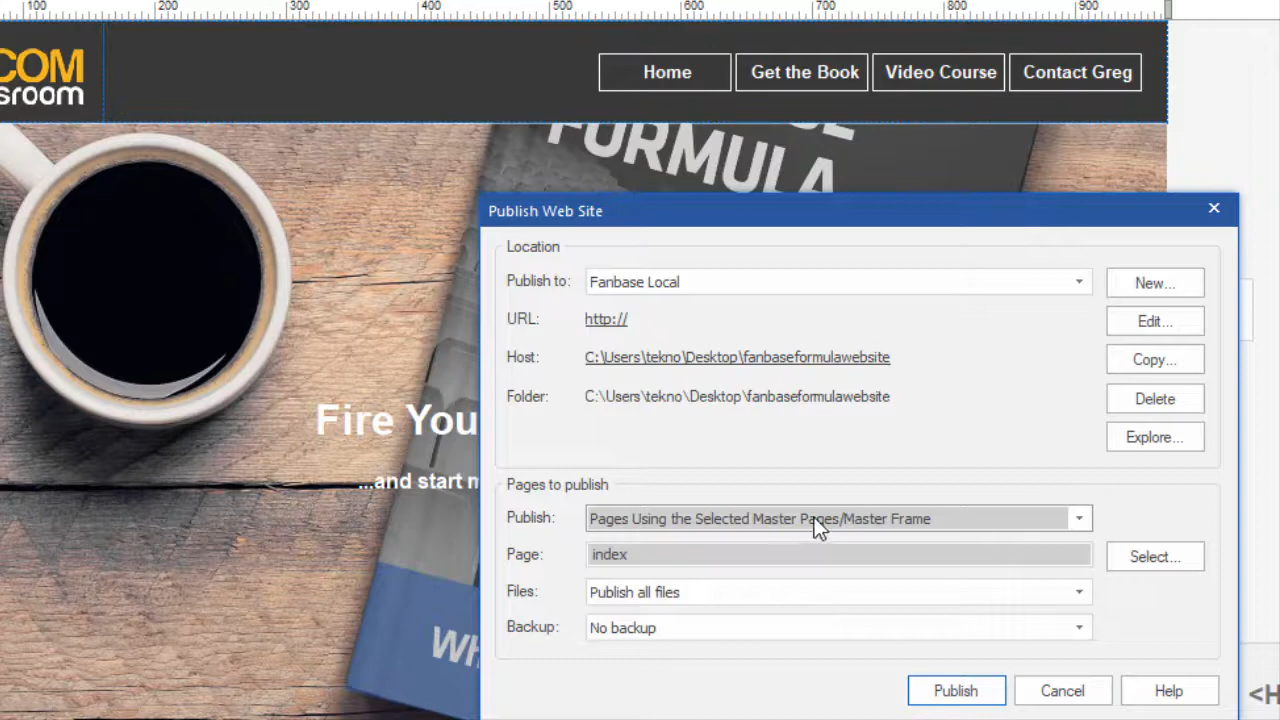 100 200 300 400 500 600 700 800 900
COM
sroom
Home Get the Book Video Course Contact Greg
FORMULA
Publish Web Site
Location
Publish to: Fanbase Local New...
URL: http:// Edit...
Host: C:\Users\tekno\Desktop\fanbaseformulawebsite Copy...
Folder: C:\Users\tekno\Desktop\fanbaseformulawebsite Delete
Explore...
Fire You
...and start m
Pages to publish
Publish: Pages Using the Selected Master Pages/Master Frame
Page: index Select...
Files: Publish all files
Backup: No backup
WH
Publish Cancel Help
<H